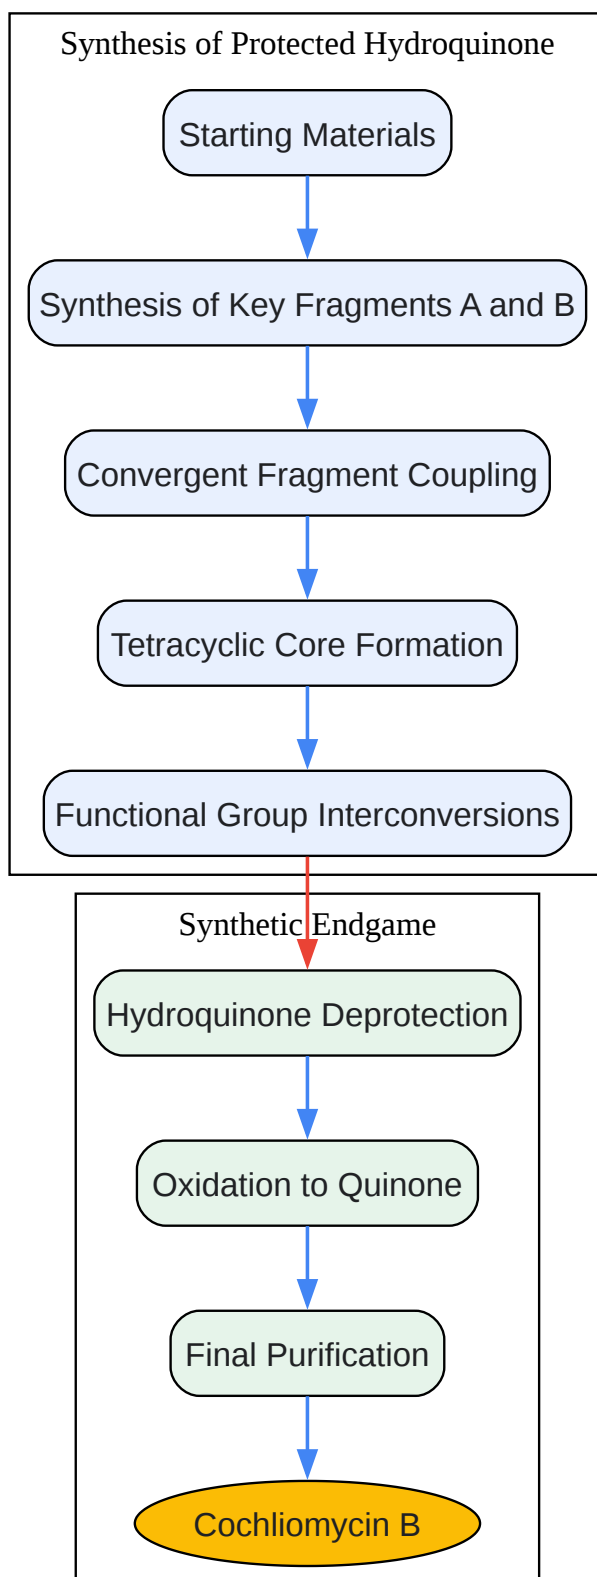 Synthesis of Protected Hydroquinone
Starting Materials
Synthesis of Key Fragments A and B
Convergent Fragment Coupling
Tetracyclic Core Formation
Functional Group Interconversions
Synthetic Endgame
Hydroquinone Deprotection
Oxidation to Quinone
Final Purification
Cochliomycin B